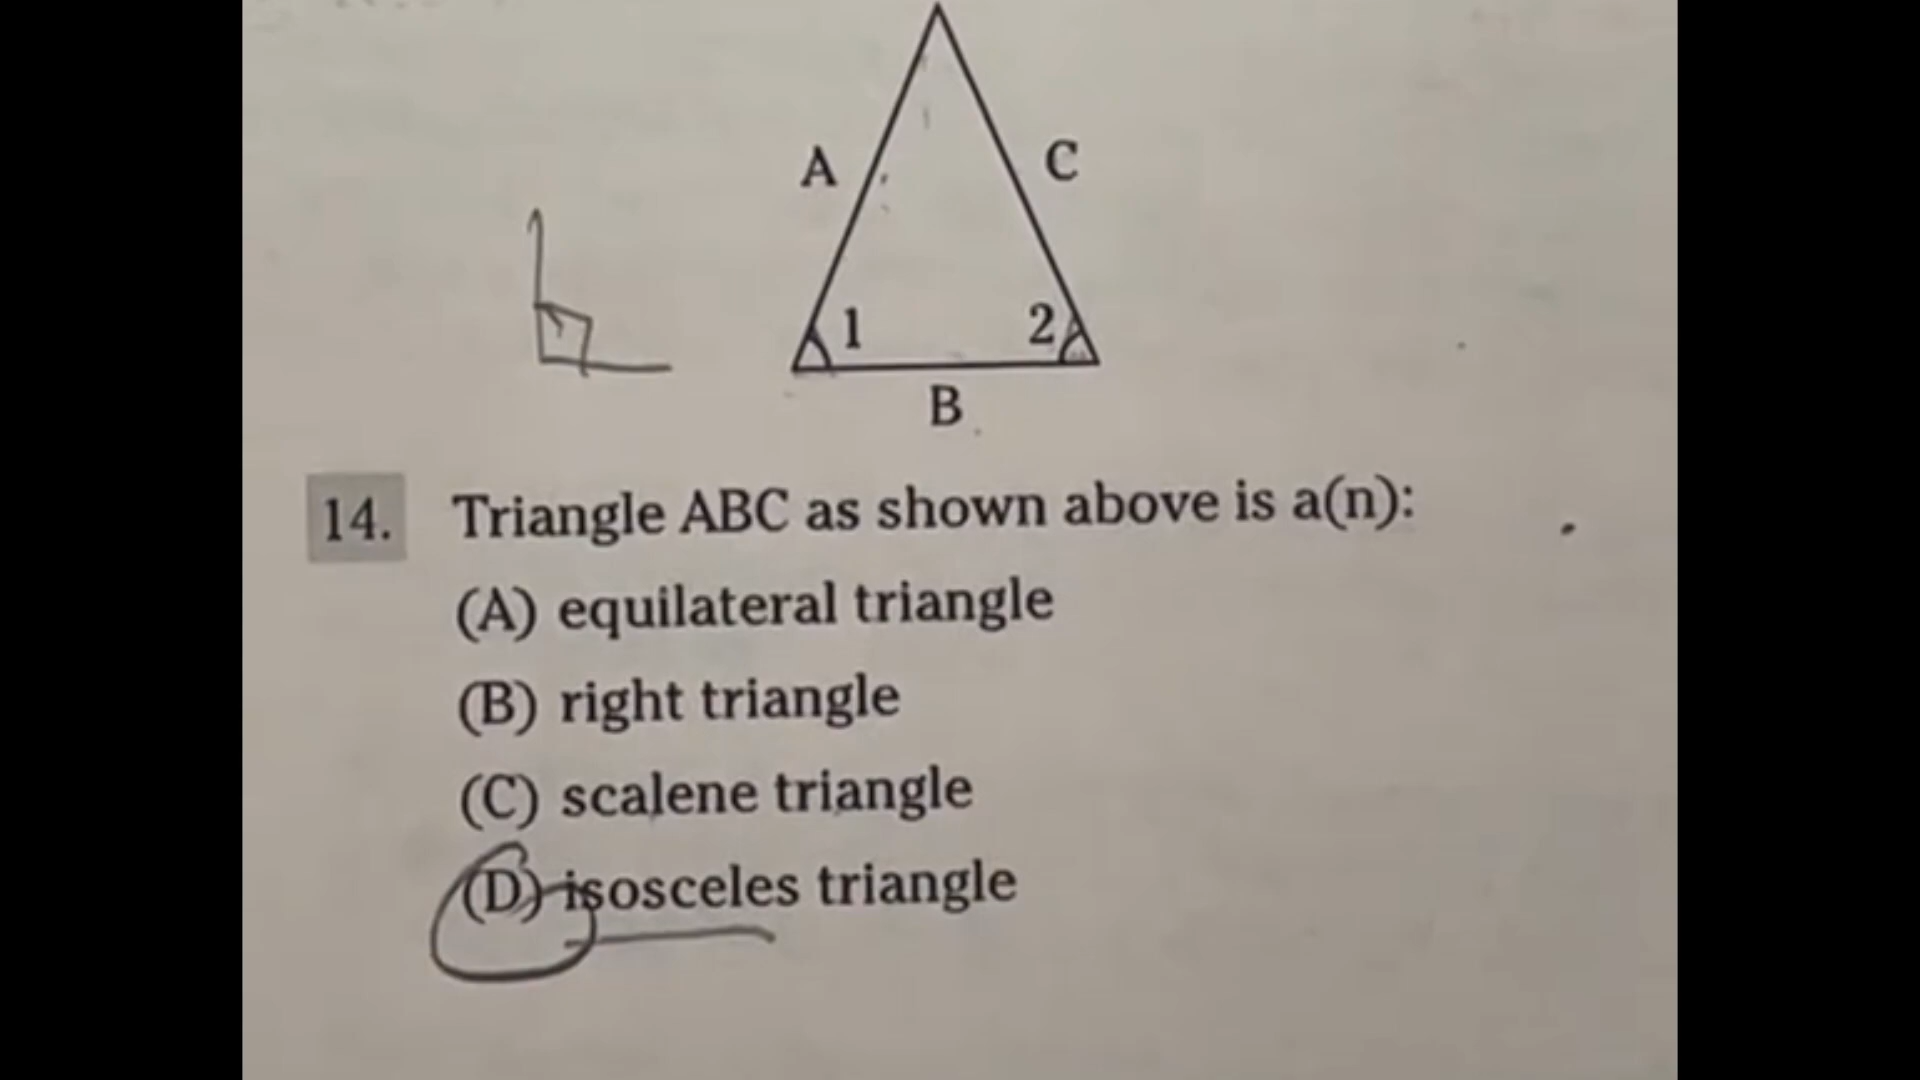 A C
1 2
B
14. Triangle ABC as shown above is a(n):
(A) equilateral triangle
(B) right triangle
(C) scalene triangle
(D) isosceles triangle